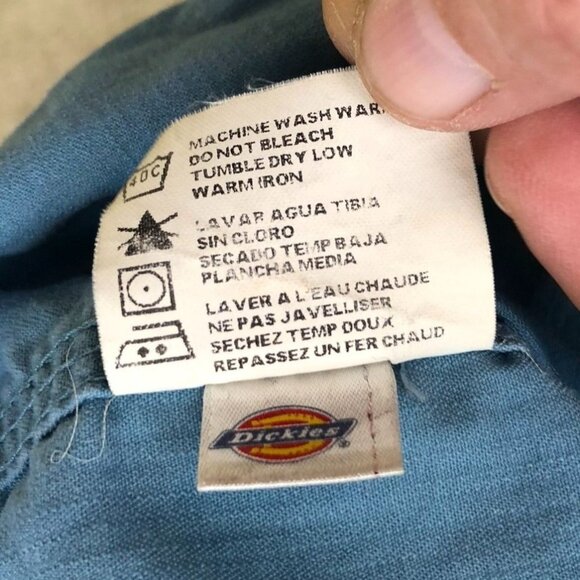 MACHINE WASH WAR
DO NOT BLEACH
TUMBLE DRY LOW
WARM IRON
40C
LAVAR AGUA TIBIA
SIN CLORO
SECADO TEMP BAJA
PLANCHA MEDIA
LAVER A L'EAU CHAUDE
NE PAS JAVELLISER
SECHEZ TEMP DOUX
REPASSEZ UN FER CHAUD
Dickies